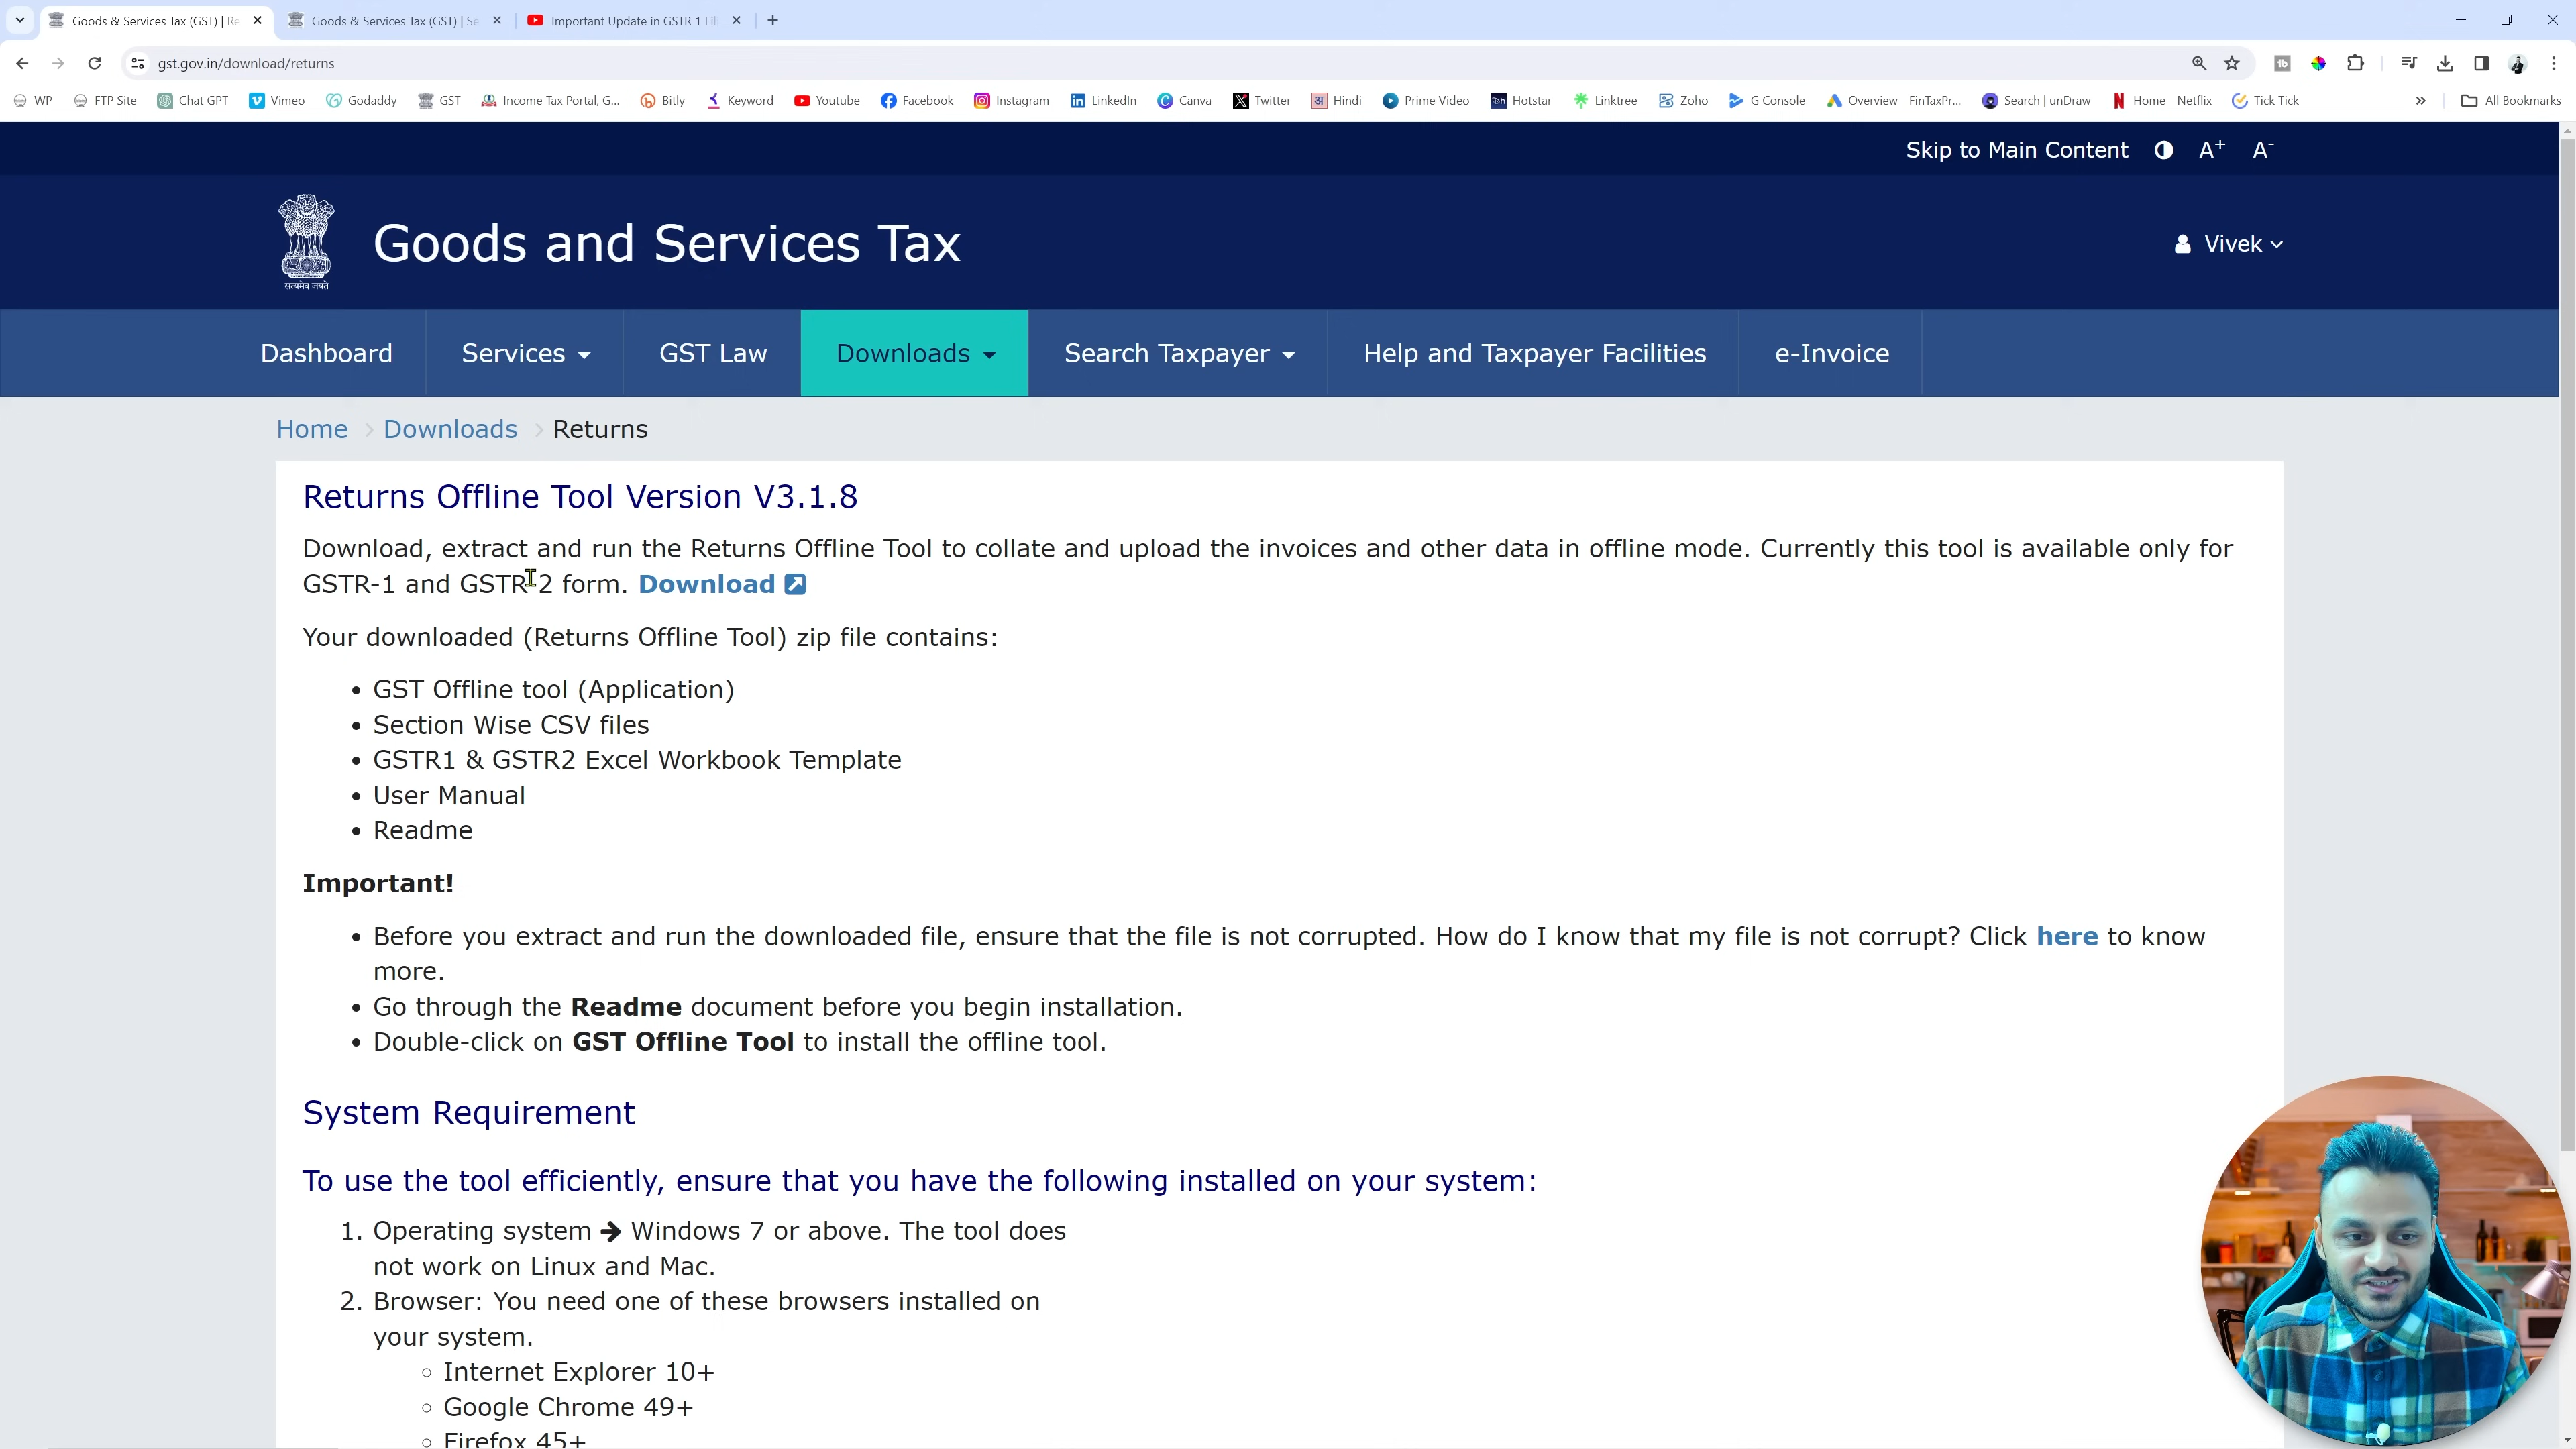 Goods & Services Tax (GST) | Re
Goods & Services Tax (GST) | Se
Important Update in GSTR 1 Fil
gst.gov.in/download/returns
WP
FTP Site
Chat GPT
Vimeo
Godaddy
GST
Income Tax Portal, G...
Bitly
Keyword
Youtube
Facebook
Instagram
LinkedIn
Canva
Twitter
Hindi
Prime Video
Hotstar
Linktree
Zoho
G Console
Overview - FinTaxPr...
Search | unDraw
Home - Netflix
Tick Tick
All Bookmarks
Skip to Main Content A+ A-
सत्यमेव जयते
Goods and Services Tax
Vivek
Dashboard
Services
GST Law
Downloads
Search Taxpayer
Help and Taxpayer Facilities
e-Invoice
Home > Downloads > Returns
Returns Offline Tool Version V3.1.8
Download, extract and run the Returns Offline Tool to collate and upload the invoices and other data in offline mode. Currently this tool is available only for
GSTR-1 and GSTR-2 form. Download
Your downloaded (Returns Offline Tool) zip file contains:
• GST Offline tool (Application)
• Section Wise CSV files
• GSTR1 & GSTR2 Excel Workbook Template
• User Manual
• Readme
Important!
• Before you extract and run the downloaded file, ensure that the file is not corrupted. How do I know that my file is not corrupt? Click here to know
more.
• Go through the Readme document before you begin installation.
• Double-click on GST Offline Tool to install the offline tool.
System Requirement
To use the tool efficiently, ensure that you have the following installed on your system:
1. Operating system → Windows 7 or above. The tool does
not work on Linux and Mac.
2. Browser: You need one of these browsers installed on
your system.
○ Internet Explorer 10+
○ Google Chrome 49+
○ Firefox 45+